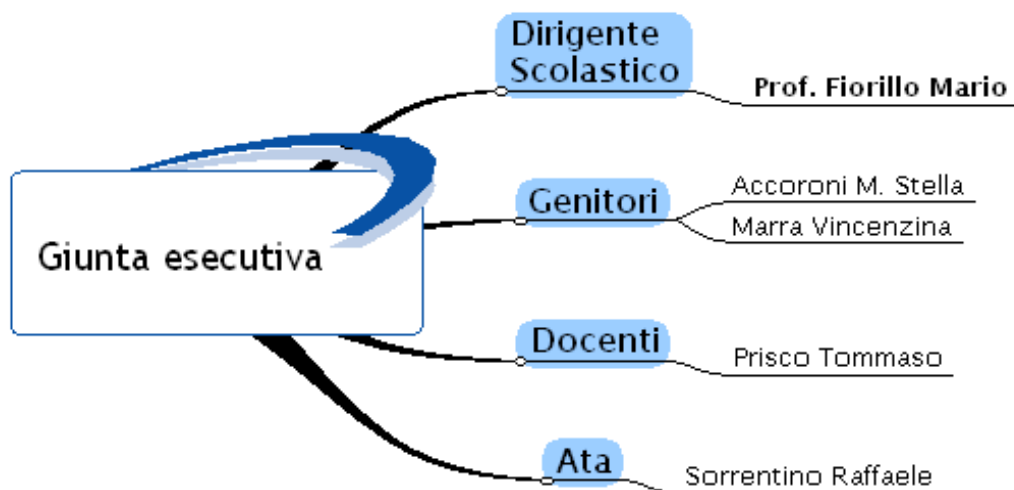 Dirigente
Scolastico
Prof. Fiorillo Mario
Giunta esecutiva
Genitori
Accoroni M. Stella
Marra Vincenzina
Docenti
Prisco Tommaso
Ata
Sorrentino Raffaele